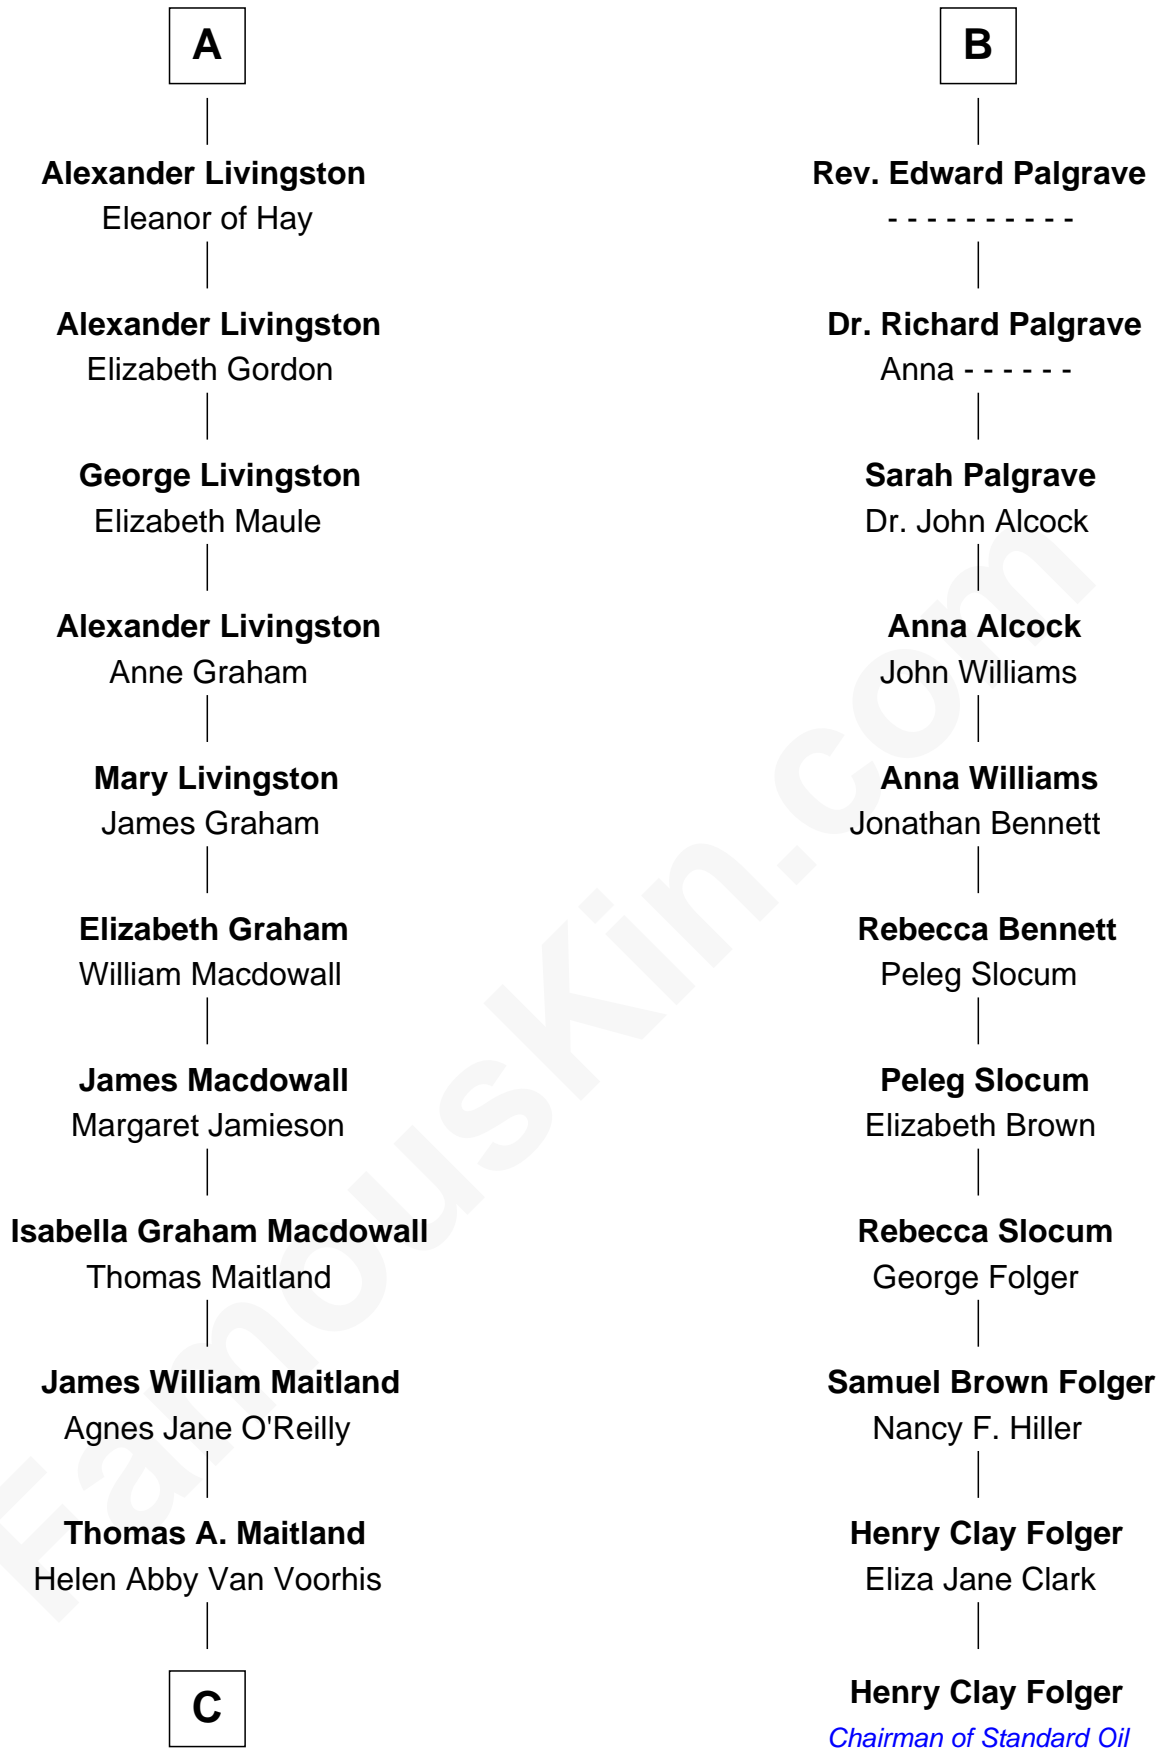 A
Alexander Livingston
Eleanor of Hay
Alexander Livingston
Elizabeth Gordon
George Livingston
Elizabeth Maule
Alexander Livingston
Anne Graham
Mary Livingston
James Graham
Elizabeth Graham
William Macdowall
James Macdowall
Margaret Jamieson
Isabella Graham Macdowall
Thomas Maitland
James William Maitland
Agnes Jane O'Reilly
Thomas A. Maitland
Helen Abby Van Voorhis
C
B
Rev. Edward Palgrave
- - - - - - - - - -
Dr. Richard Palgrave
Anna - - - - - -
Sarah Palgrave
Dr. John Alcock
Anna Alcock
John Williams
Anna Williams
Jonathan Bennett
Rebecca Bennett
Peleg Slocum
Peleg Slocum
Elizabeth Brown
Rebecca Slocum
George Folger
Samuel Brown Folger
Nancy F. Hiller
Henry Clay Folger
Eliza Jane Clark
Henry Clay Folger
Chairman of Standard Oil
FamousKin.com